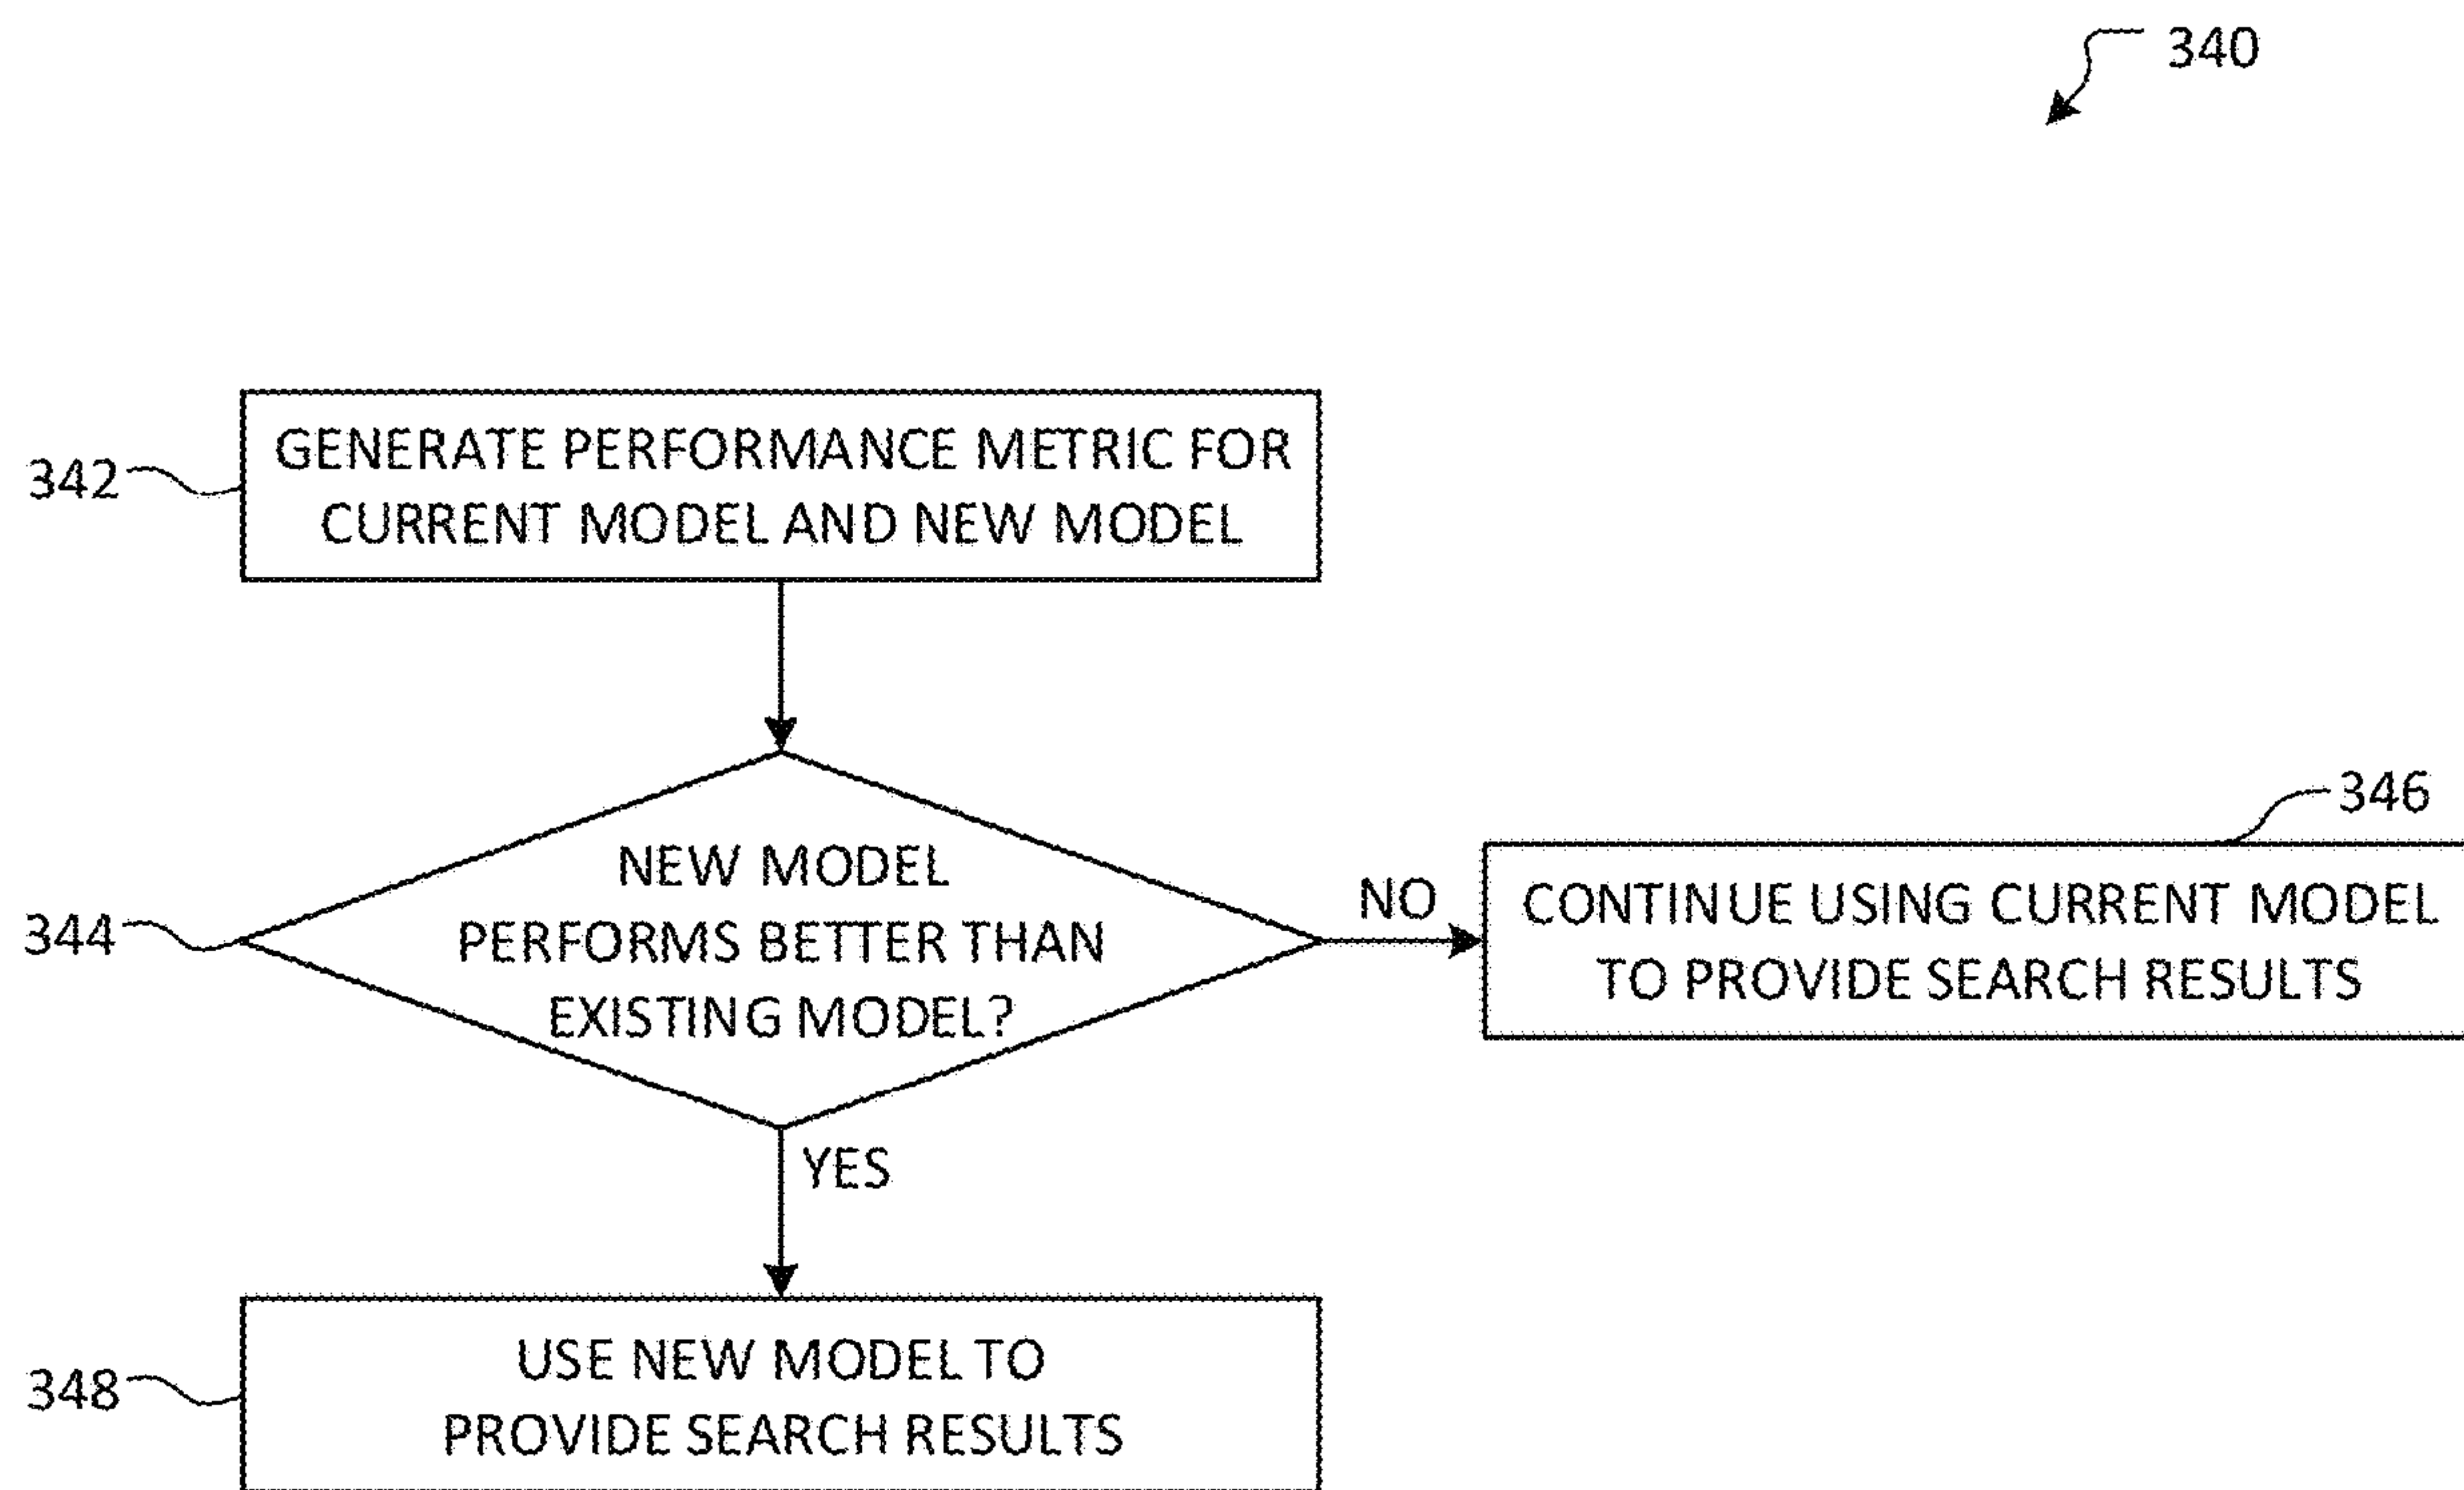 340
342
GENERATE PERFORMANCE METRIC FOR
CURRENT MODEL AND NEW MODEL
344
NEW MODEL
PERFORMS BETTER THAN
EXISTING MODEL?
NO
346
CONTINUE USING CURRENT MODEL
TO PROVIDE SEARCH RESULTS
YES
348
USE NEW MODEL TO
PROVIDE SEARCH RESULTS